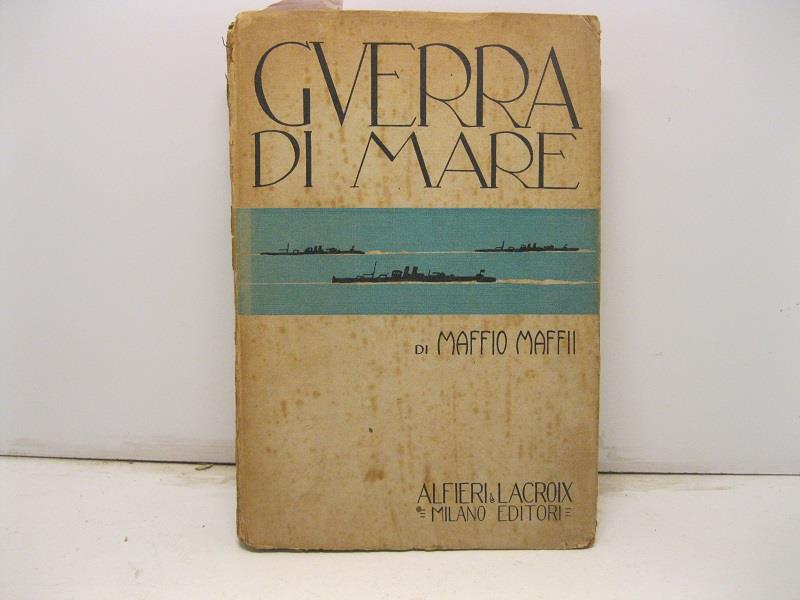 GVERRA
DI MARE
DI MAFFIO MAFFII
ALFIERI & LACROIX
MILANO EDITORI